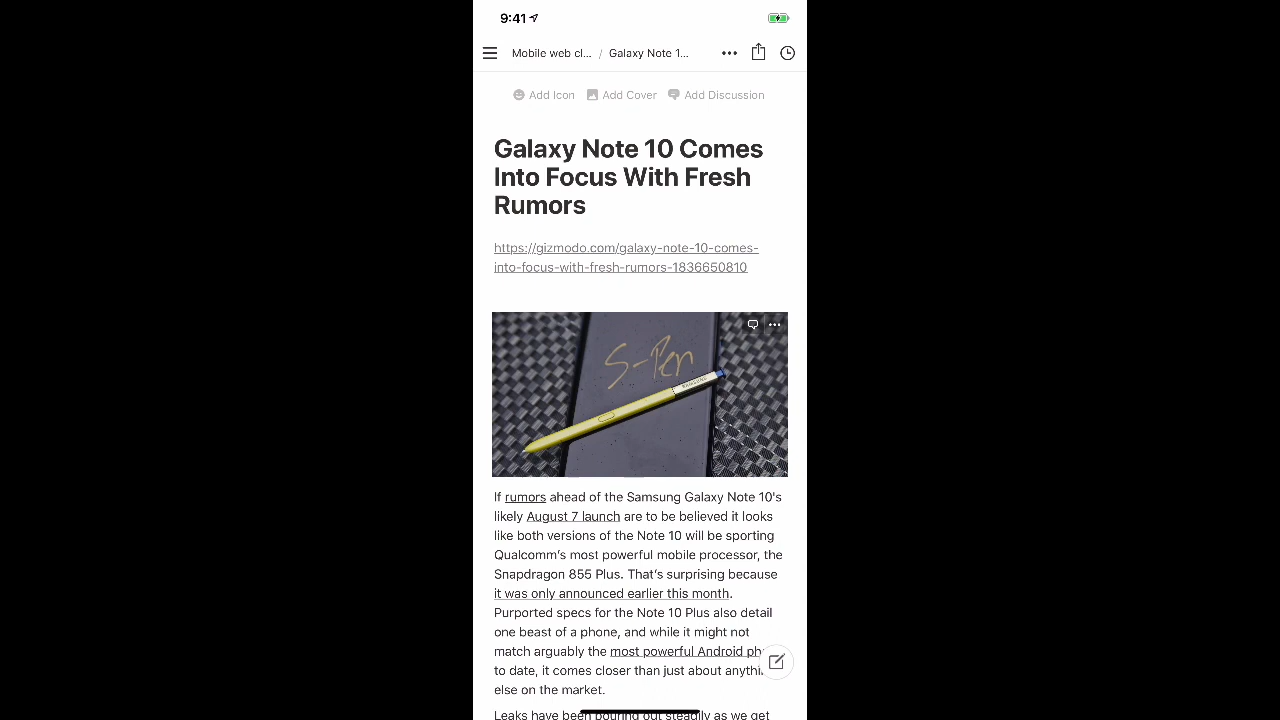 9:41
Mobile web cl... / Galaxy Note 1...
Add Icon Add Cover Add Discussion
Galaxy Note 10 Comes
Into Focus With Fresh
Rumors
https://gizmodo.com/galaxy-note-10-comes-
into-focus-with-fresh-rumors-1836650810
S-Pen
SAMSUNG
If rumors ahead of the Samsung Galaxy Note 10's
likely August 7 launch are to be believed it looks
like both versions of the Note 10 will be sporting
Qualcomm's most powerful mobile processor, the
Snapdragon 855 Plus. That's surprising because
it was only announced earlier this month.
Purported specs for the Note 10 Plus also detail
one beast of a phone, and while it might not
match arguably the most powerful Android ph
to date, it comes closer than just about anythi
else on the market.
Leaks have been pouring out steadily as we get